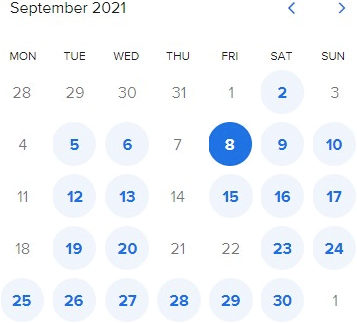 September 2021
MON TUE WED THU FRI SAT SUN
28 29 30 31 1 2 3
4 5 6 7 8 9 10
11 12 13 14 15 16 17
18 19 20 21 22 23 24
25 26 27 28 29 30 1